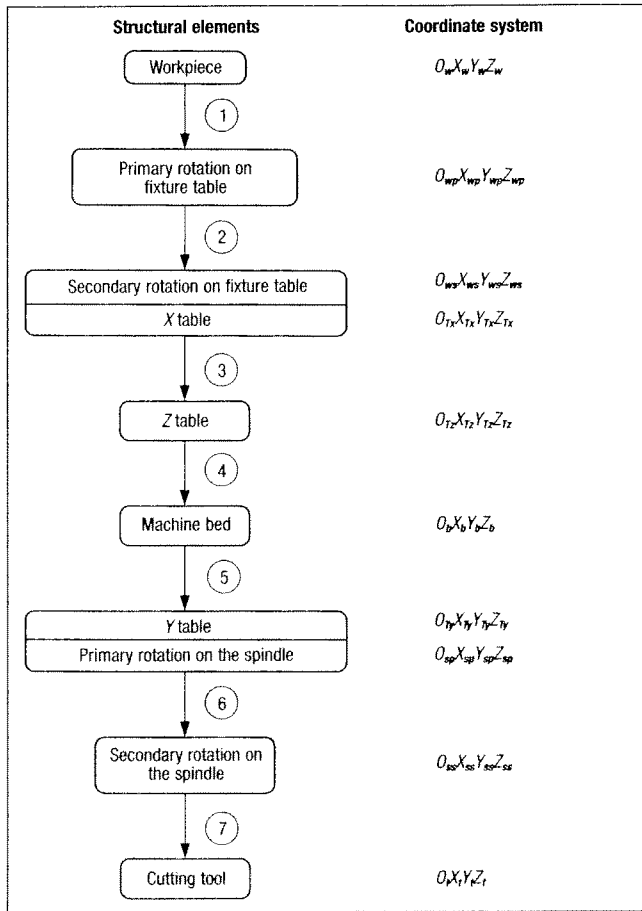 Structural elements Coordinate system
Workpiece OwXwYwZw
1
Primary rotation on
fixture table OwpXwpYwpZwp
2
Secondary rotation on fixture table OwsXwsYwsZws
X table OTxXTxYTxZTx
3
Z table OTzXTzYTzZTz
4
Machine bed ObXbYbZb
5
Y table OTyXTyYTyZTy
Primary rotation on the spindle OspXspYspZsp
6
Secondary rotation on
the spindle OssXssYssZss
7
Cutting tool OtXtYtZt